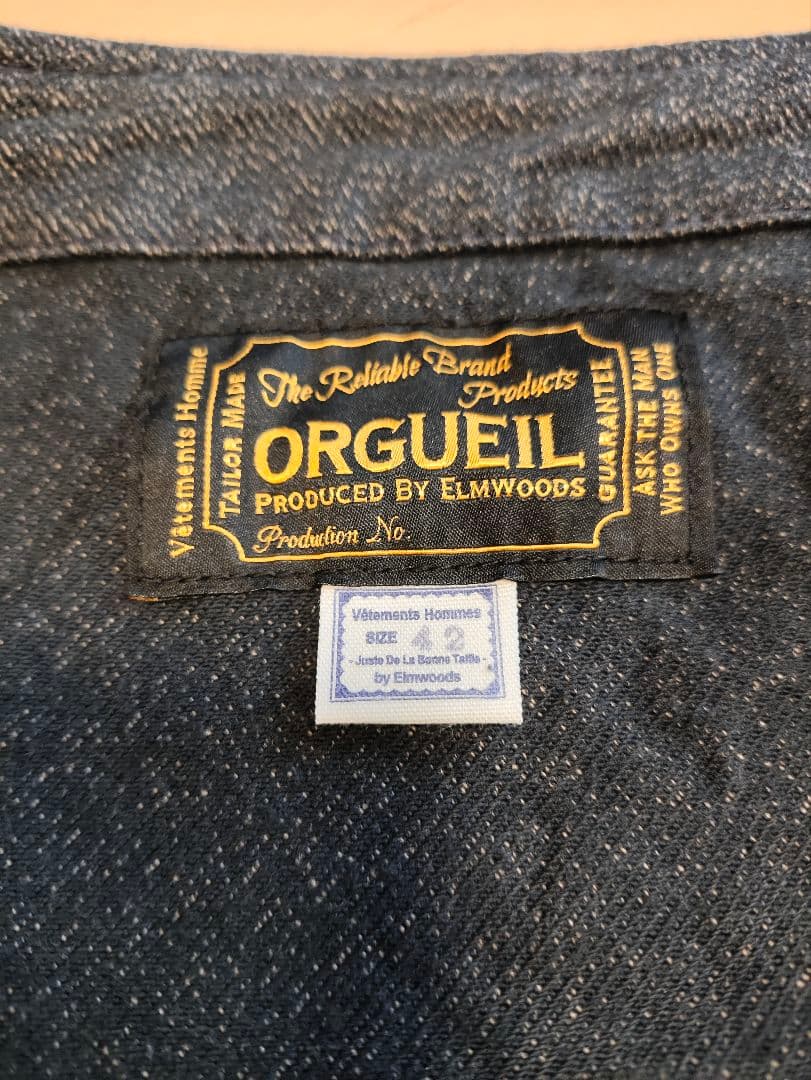 Vêtements Homme
TAILOR MADE
The Reliable Brand
Products
ORGUEIL
PRODUCED BY ELMWOODS
Production No.
GUARANTEE
ASK THE MAN
WHO OWNS ONE
Vêtements Hommes
SIZE 42
- Juste De La Bonne Taille -
by Elmwoods